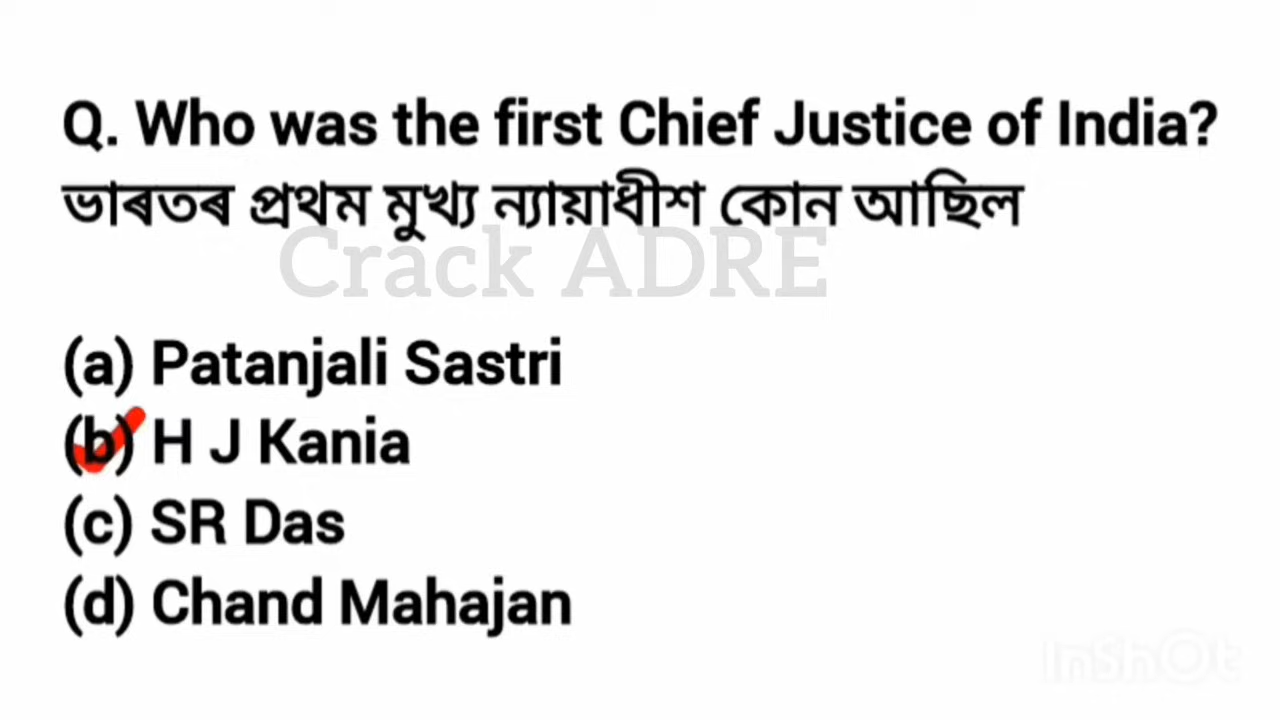 Q. Who was the first Chief Justice of India?
ভাৰতৰ প্ৰথম মুখ্য ন্যায়াধীশ কোন আছিল
Crack ADRE
(a) Patanjali Sastri
(b) H J Kania
(c) SR Das
(d) Chand Mahajan
InShOt